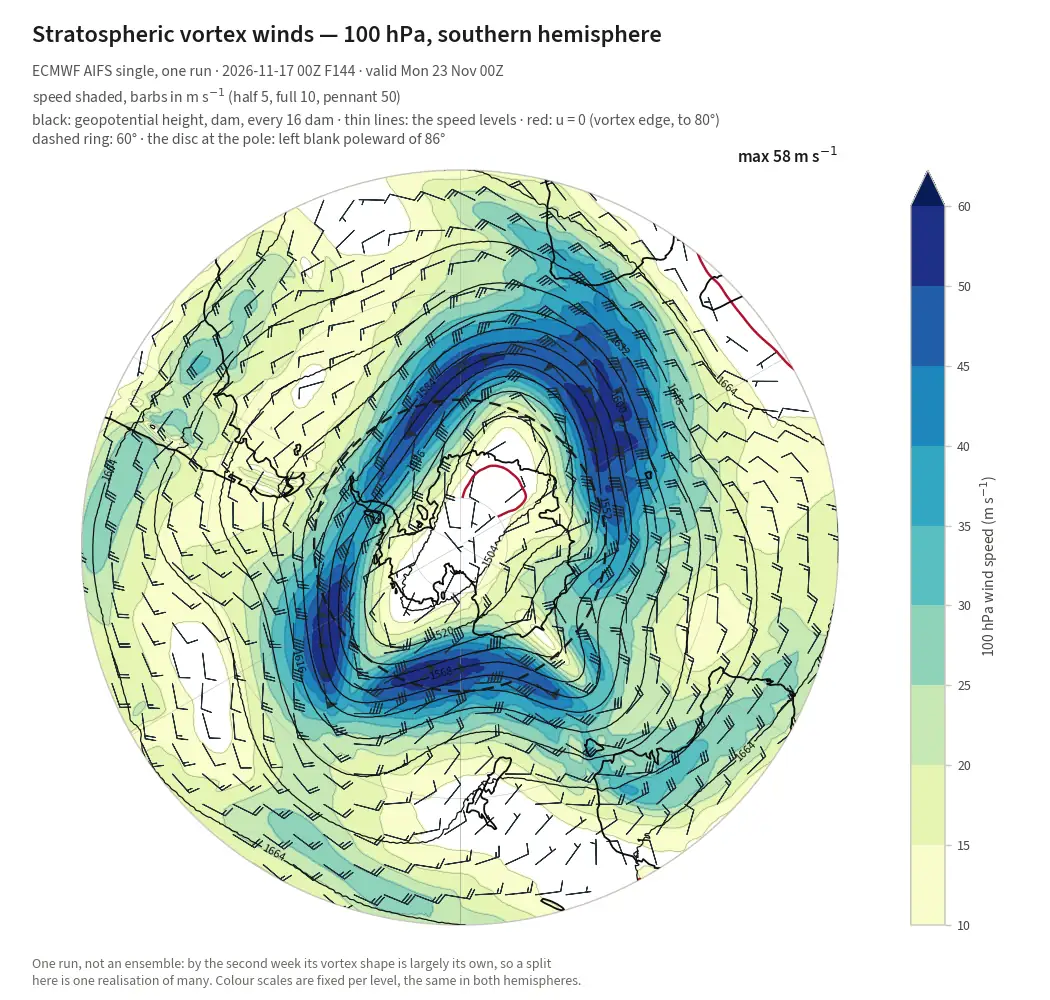 Stratospheric vortex winds — 100 hPa, southern hemisphere
ECMWF AIFS single, one run · 2026-11-17 00Z F144 · valid Mon 23 Nov 00Z
speed shaded, barbs in m s⁻¹ (half 5, full 10, pennant 50)
black: geopotential height, dam, every 16 dam · thin lines: the speed levels · red: u = 0 (vortex edge, to 80°)
dashed ring: 60° · the disc at the pole: left blank poleward of 86°
max 58 m s⁻¹
60
50
45
40
35
30
25
20
15
10
100 hPa wind speed (m s⁻¹)
1632
1664
1648
1584
1552
1504
1520
1568
1616
1664
1664
One run, not an ensemble: by the second week its vortex shape is largely its own, so a split
here is one realisation of many. Colour scales are fixed per level, the same in both hemispheres.